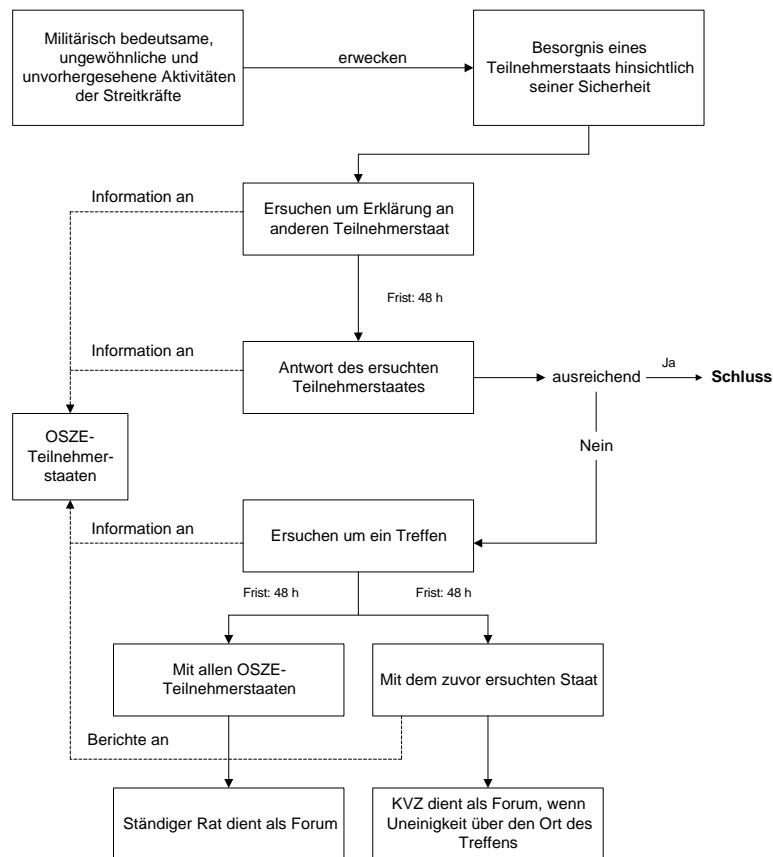 Militärisch bedeutsame,
ungewöhnliche und
unvorhergesehene Aktivitäten
der Streitkräfte
erwecken
Besorgnis eines
Teilnehmerstaats hinsichtlich
seiner Sicherheit
Information an
Ersuchen um Erklärung an
anderen Teilnehmerstaat
Frist: 48 h
Information an
Antwort des ersuchten
Teilnehmerstaates
ausreichend
Ja
Schluss
OSZE-
Teilnehmer-
staaten
Nein
Information an
Ersuchen um ein Treffen
Frist: 48 h
Frist: 48 h
Mit allen OSZE-
Teilnehmerstaaten
Mit dem zuvor ersuchten Staat
Berichte an
Ständiger Rat dient als Forum
KVZ dient als Forum, wenn
Uneinigkeit über den Ort des
Treffens